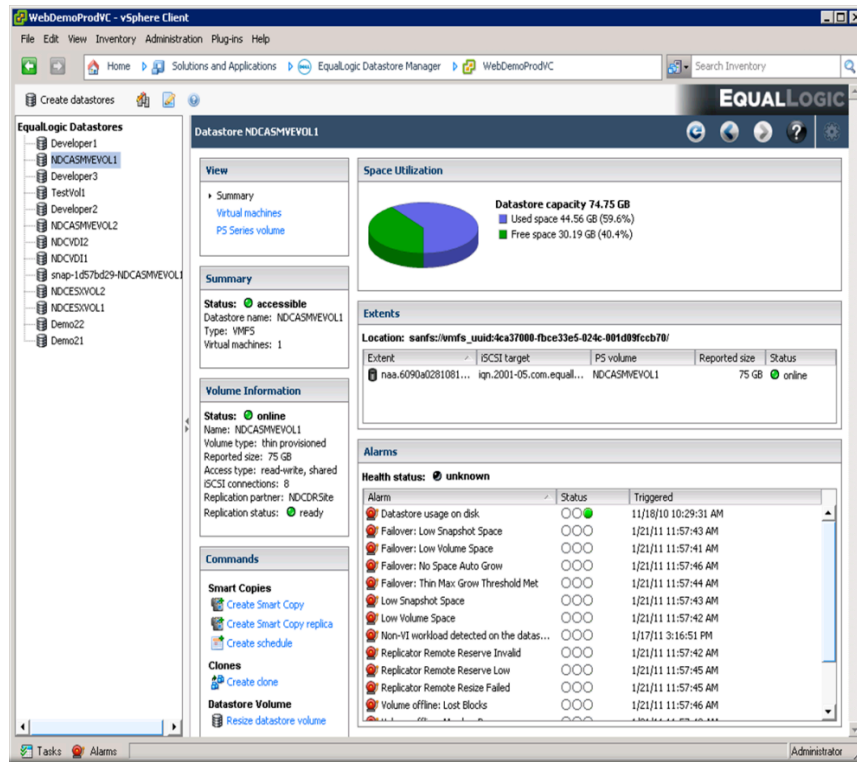 WebDemoProdVC - vSphere Client
File Edit View Inventory Administration Plug-ins Help
Home Solutions and Applications EqualLogic Datastore Manager WebDemoProdVC Search Inventory
Create datastores
EQUALLOGIC
EqualLogic Datastores
Developer1
NDCASMVEVOL1
Developer3
TestVol1
Developer2
NDCASMVEVOL2
NDCVDI2
NDCVDI1
snap-1d57bd29-NDCASMVEVOL1
NDCESXVOL2
NDCESXVOL1
Demo22
Demo21
Datastore NDCASMVEVOL1
View
Summary
Virtual machines
PS Series volume
Summary
Status: accessible
Datastore name: NDCASMVEVOL1
Type: VMFS
Virtual machines: 1
Volume Information
Status: online
Name: NDCASMVEVOL1
Volume type: thin provisioned
Reported size: 75 GB
Access type: read-write, shared
iSCSI connections: 8
Replication partner: NDCDRSite
Replication status: ready
Commands
Smart Copies
Create Smart Copy
Create Smart Copy replica
Create schedule
Clones
Create clone
Datastore Volume
Resize datastore volume
Space Utilization
Datastore capacity 74.75 GB
Used space 44.56 GB (59.6%)
Free space 30.19 GB (40.4%)
Extents
Location: sanfs://vmfs_uuid:4ca37000-fbce33e5-024c-001d09fccb70/
Extent iSCSI target PS volume Reported size Status
naa.6090a0281081... iqn.2001-05.com.equall... NDCASMVEVOL1 75 GB online
Alarms
Health status: unknown
Alarm Status Triggered
Datastore usage on disk 11/18/10 10:29:31 AM
Failover: Low Snapshot Space 1/21/11 11:57:43 AM
Failover: Low Volume Space 1/21/11 11:57:41 AM
Failover: No Space Auto Grow 1/21/11 11:57:46 AM
Failover: Thin Max Grow Threshold Met 1/21/11 11:57:44 AM
Low Snapshot Space 1/21/11 11:57:43 AM
Low Volume Space 1/21/11 11:57:42 AM
Non-VI workload detected on the datas... 1/17/11 3:16:51 PM
Replicator Remote Reserve Invalid 1/21/11 11:57:42 AM
Replicator Remote Reserve Low 1/21/11 11:57:45 AM
Replicator Remote Resize Failed 1/21/11 11:57:45 AM
Volume offline: Lost Blocks 1/21/11 11:57:46 AM
Tasks Alarms Administrator